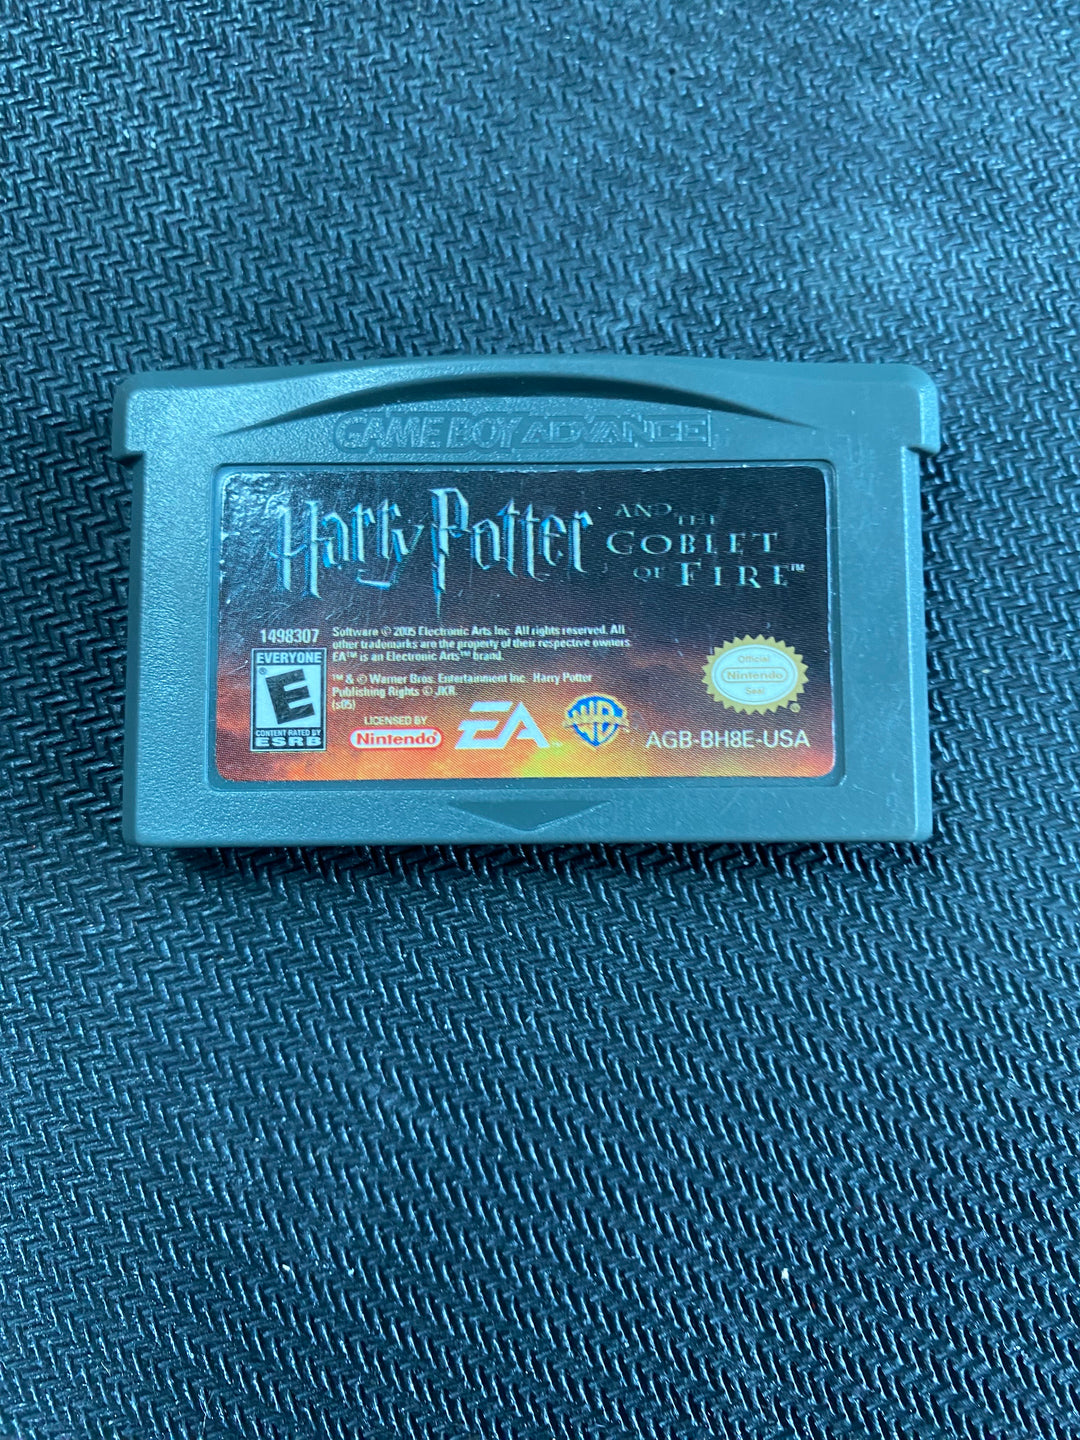 GAME BOY ADVANCE
Harry Potter AND THE
GOBLET
OF FIRE™
1498307
EVERYONE
E
®
CONTENT RATED BY
ESRB
Software © 2005 Electronic Arts Inc. All rights reserved. All
other trademarks are the property of their respective owners
EA™ is an Electronic Arts™ brand.
™ & © Warner Bros. Entertainment Inc. Harry Potter
Publishing Rights © JKR.
(s05)
LICENSED BY
Nintendo
EA™
WB
Official
Nintendo
Seal
®
AGB-BH8E-USA